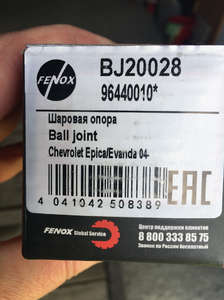 FENOX
BJ20028
96440010*
Шаровая опора
Ball joint
Chevrolet Epica/Evanda 04-
EAC
4 041042 508389
FENOX Global Service
Центр поддержки клиентов
8 800 333 85 75
Звонок по России бесплатный